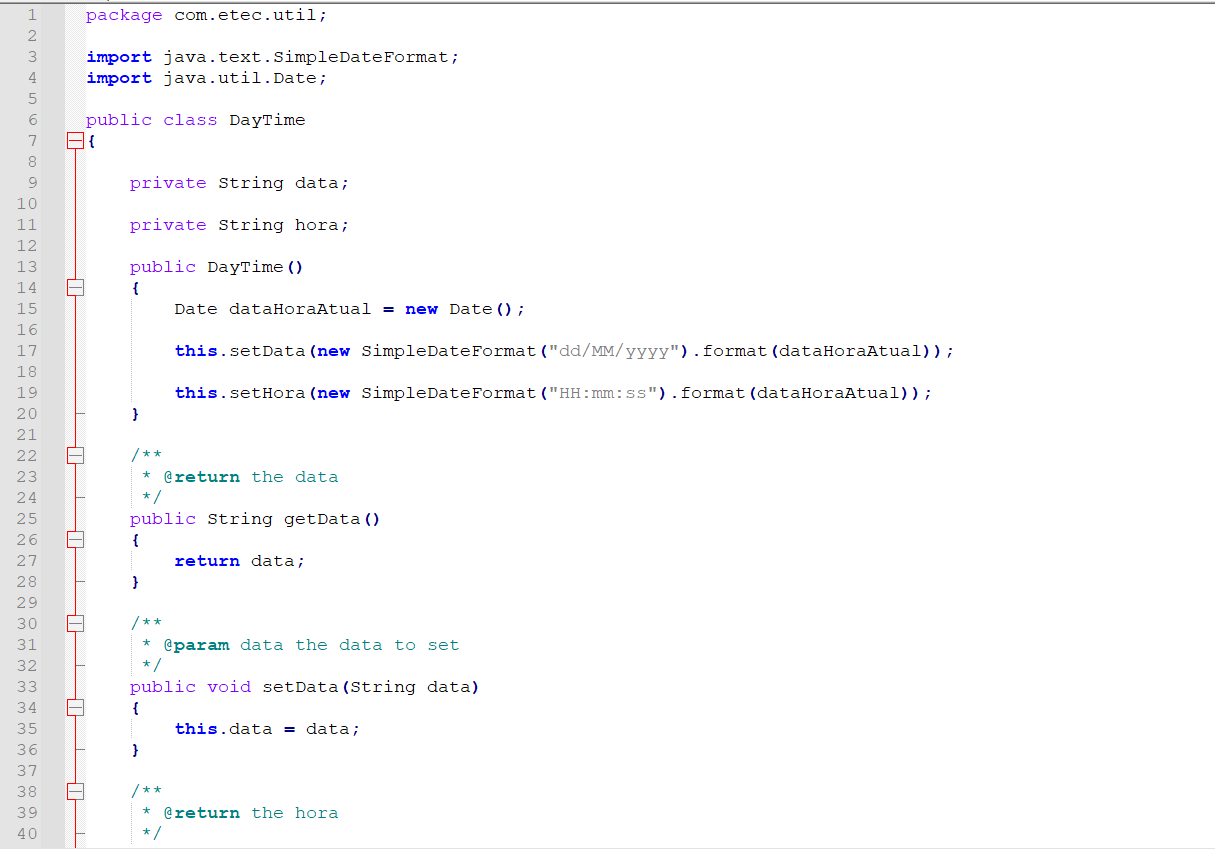 1 package com.etec.util;
2
3 import java.text.SimpleDateFormat;
4 import java.util.Date;
5
6 public class DayTime
7 {
8
9     private String data;
10
11     private String hora;
12
13     public DayTime()
14     {
15         Date dataHoraAtual = new Date();
16
17         this.setData(new SimpleDateFormat("dd/MM/yyyy").format(dataHoraAtual));
18
19         this.setHora(new SimpleDateFormat("HH:mm:ss").format(dataHoraAtual));
20     }
21
22     /**
23      * @return the data
24      */
25     public String getData()
26     {
27         return data;
28     }
29
30     /**
31      * @param data the data to set
32      */
33     public void setData(String data)
34     {
35         this.data = data;
36     }
37
38     /**
39      * @return the hora
40      */